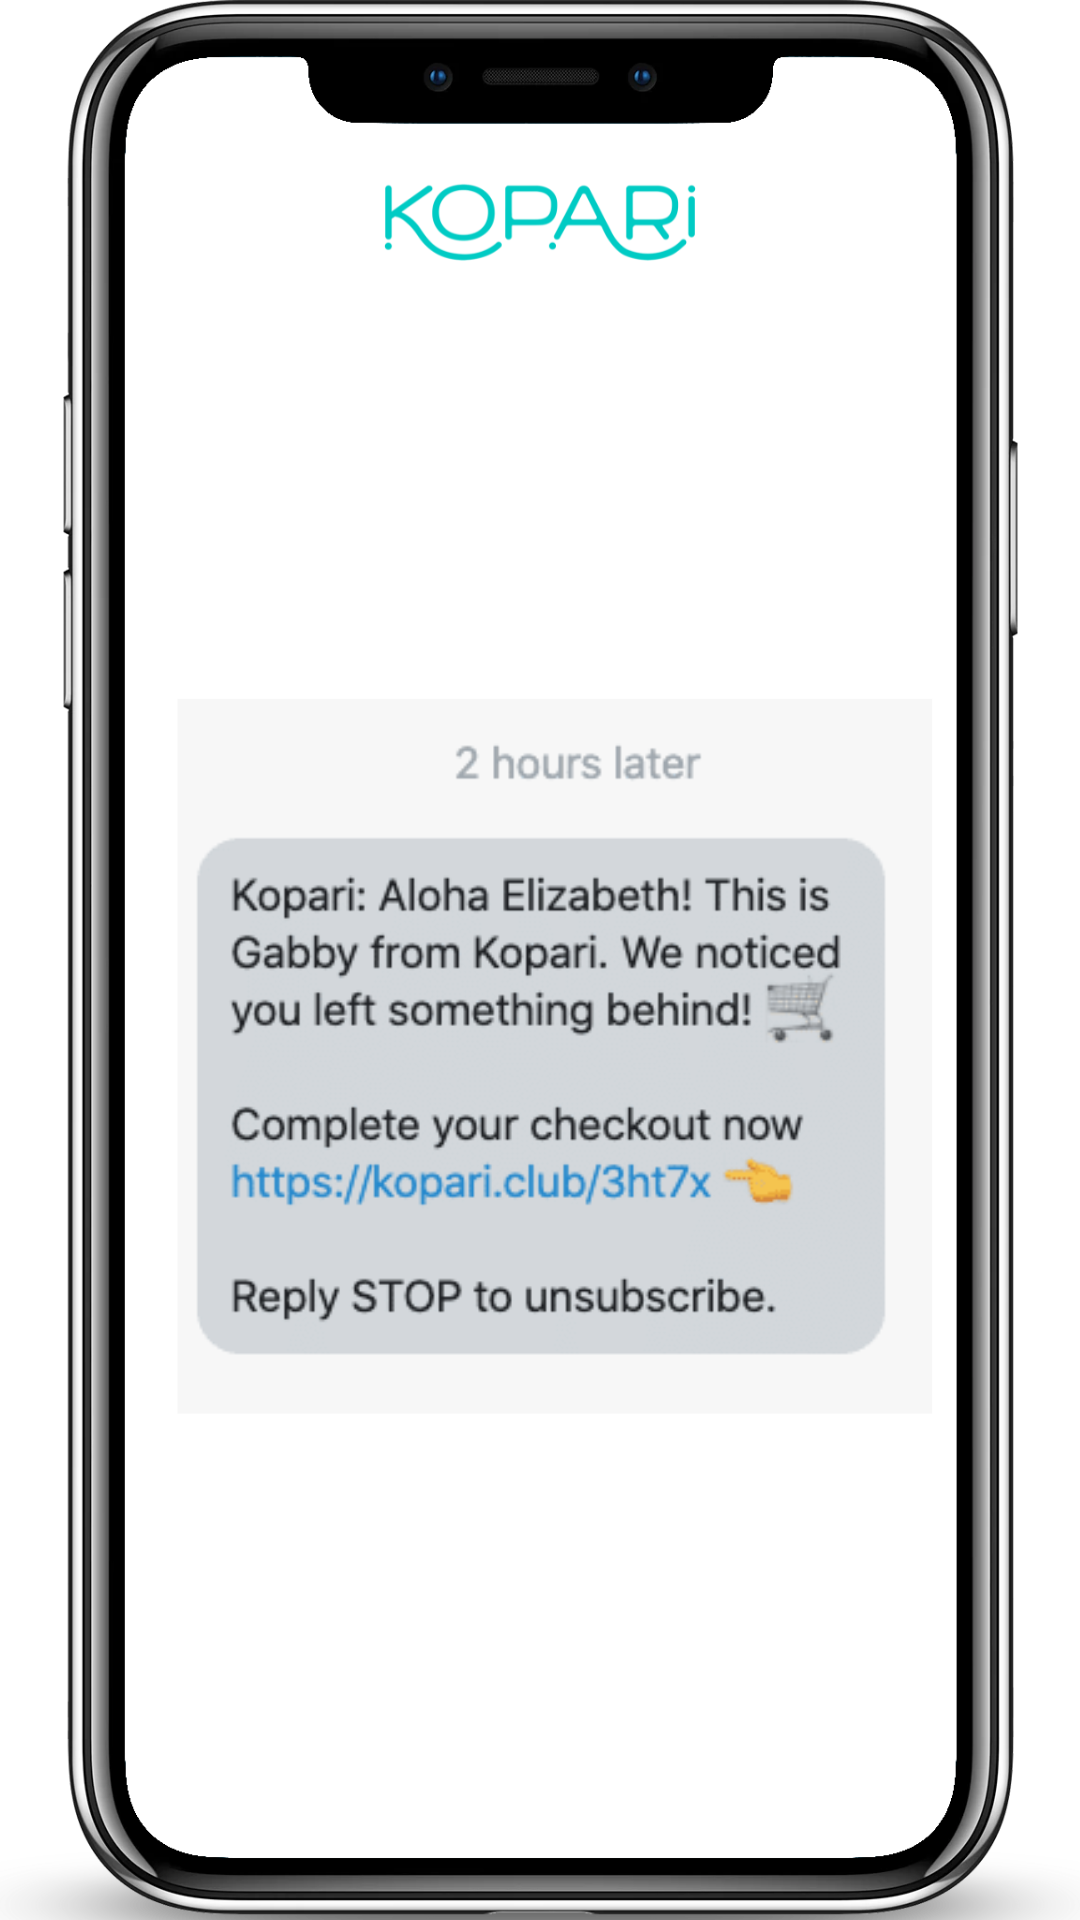 KOPARi
2 hours later
Kopari: Aloha Elizabeth! This is
Gabby from Kopari. We noticed
you left something behind! 🛒
Complete your checkout now
https://kopari.club/3ht7x 👈
Reply STOP to unsubscribe.